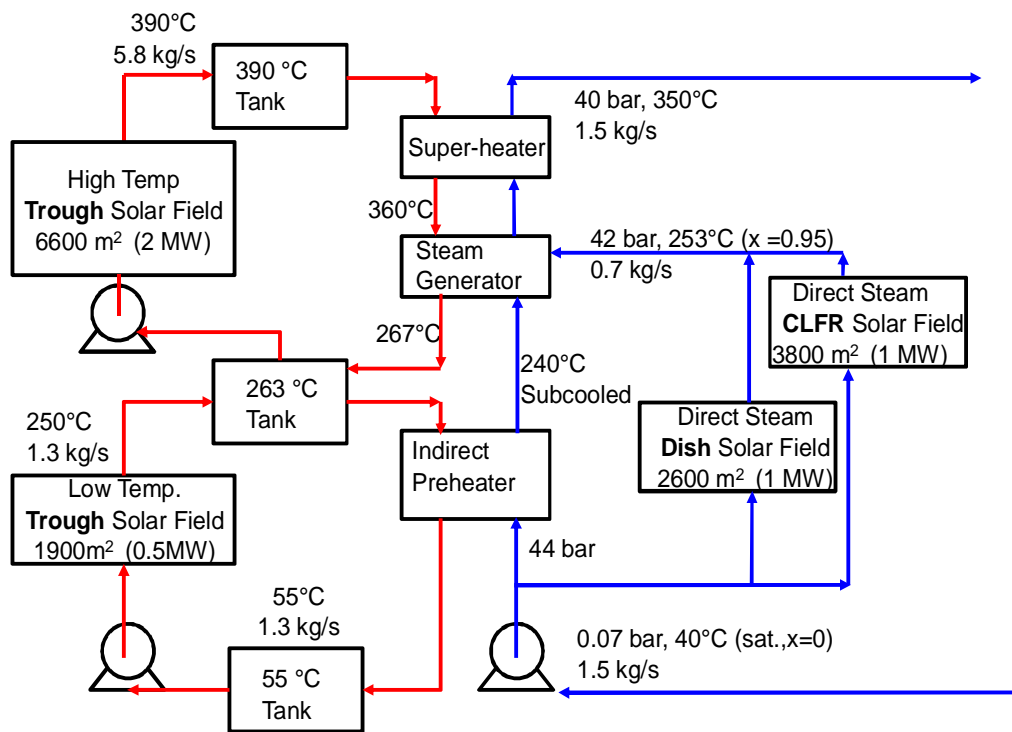 390°C
5.8 kg/s
390 °C
Tank
40 bar, 350°C
1.5 kg/s
Super-heater
High Temp
Trough Solar Field
6600 m² (2 MW)
360°C
Steam
Generator
42 bar, 253°C (x =0.95)
0.7 kg/s
Direct Steam
CLFR Solar Field
3800 m² (1 MW)
267°C
263 °C
Tank
240°C
Subcooled
250°C
1.3 kg/s
Direct Steam
Dish Solar Field
2600 m² (1 MW)
Indirect
Preheater
Low Temp.
Trough Solar Field
1900m² (0.5MW)
44 bar
55°C
1.3 kg/s
55 °C
Tank
0.07 bar, 40°C (sat.,x=0)
1.5 kg/s